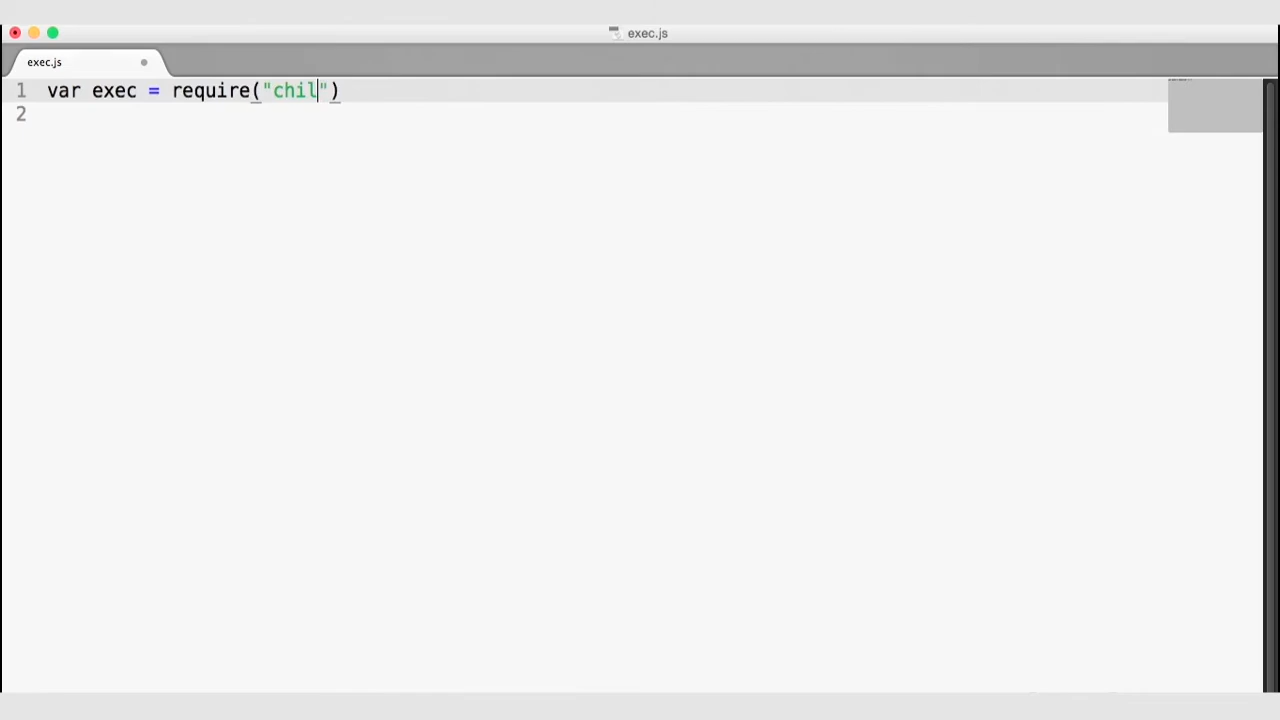 exec.js
exec.js
1 var exec = require("chil")
2